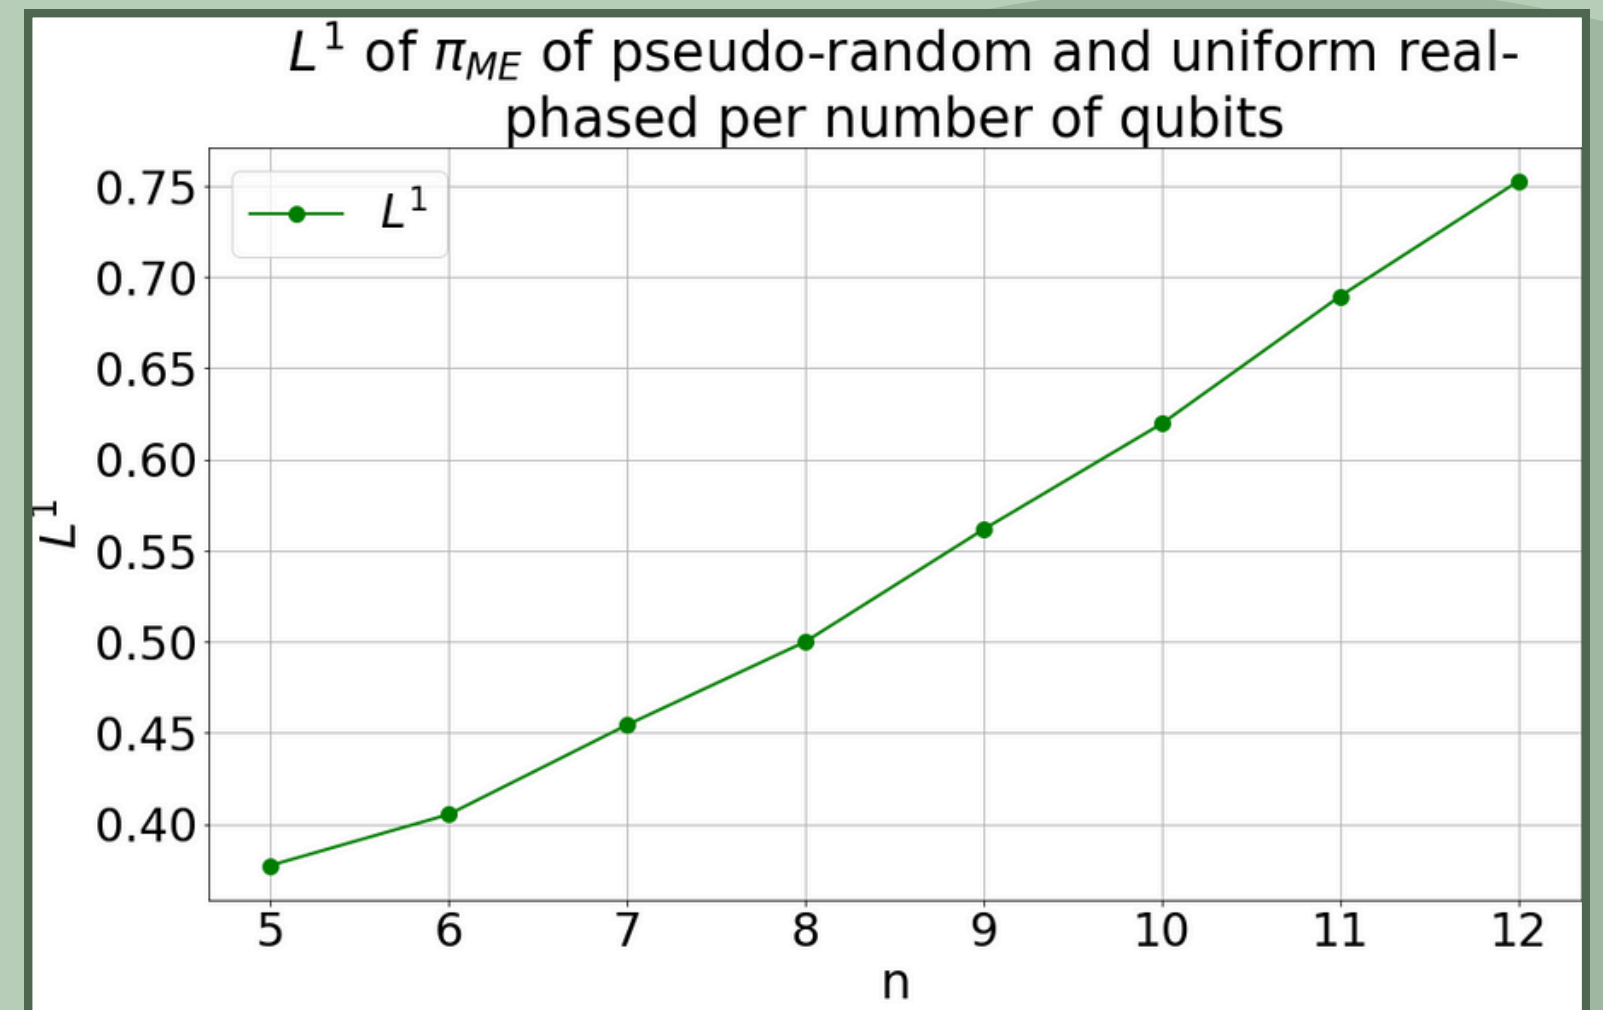 L¹ of π_ME of pseudo-random and uniform real-
phased per number of qubits
L¹
0.75
0.70
0.65
0.60
0.55
0.50
0.45
0.40
L¹
5 6 7 8 9 10 11 12
n